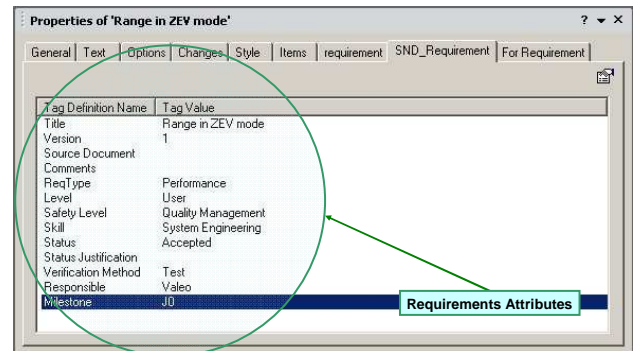 Properties of 'Range in ZEV mode'
General Text Options Changes Style Items requirement SND_Requirement For Requirement
Tag Definition Name Tag Value
Title Range in ZEV mode
Version 1
Source Document
Comments
ReqType Performance
Level User
Safety Level Quality Management
Skill System Engineering
Status Accepted
Status Justification
Verification Method Test
Responsible Valeo
Milestone J0
Requirements Attributes